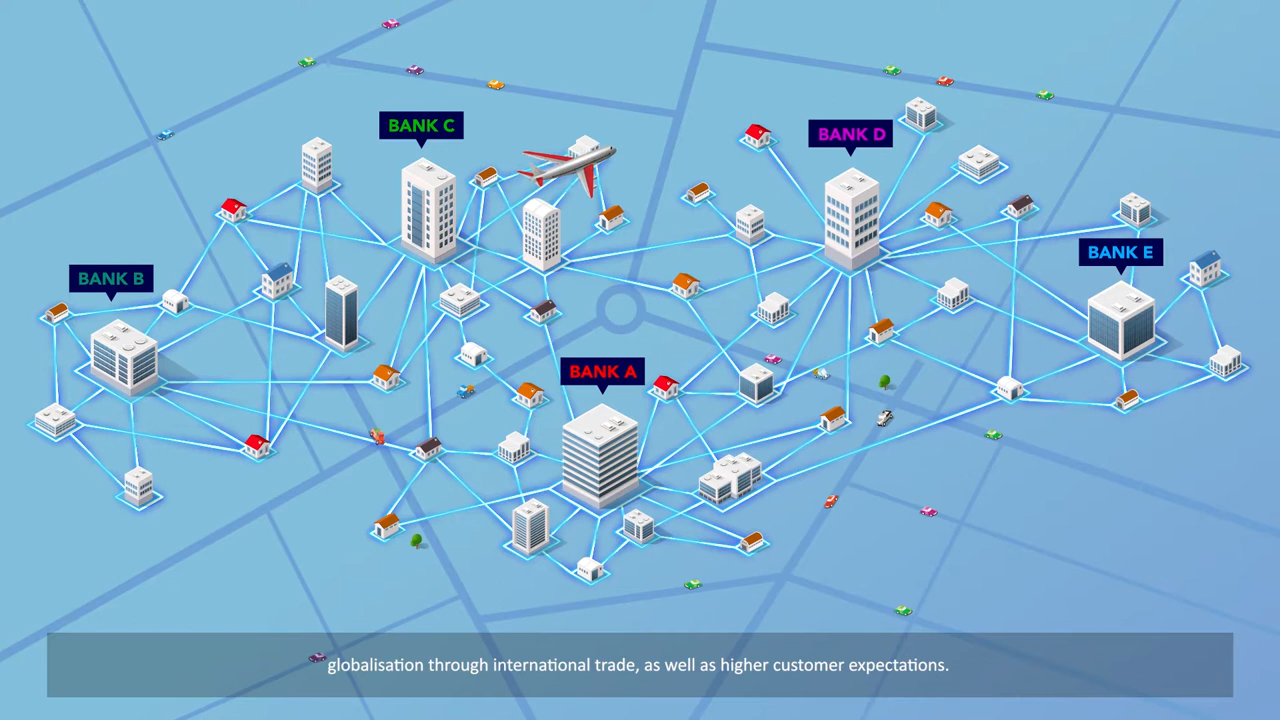 BANK C
BANK D
BANK E
BANK B
BANK A
globalisation through international trade, as well as higher customer expectations.